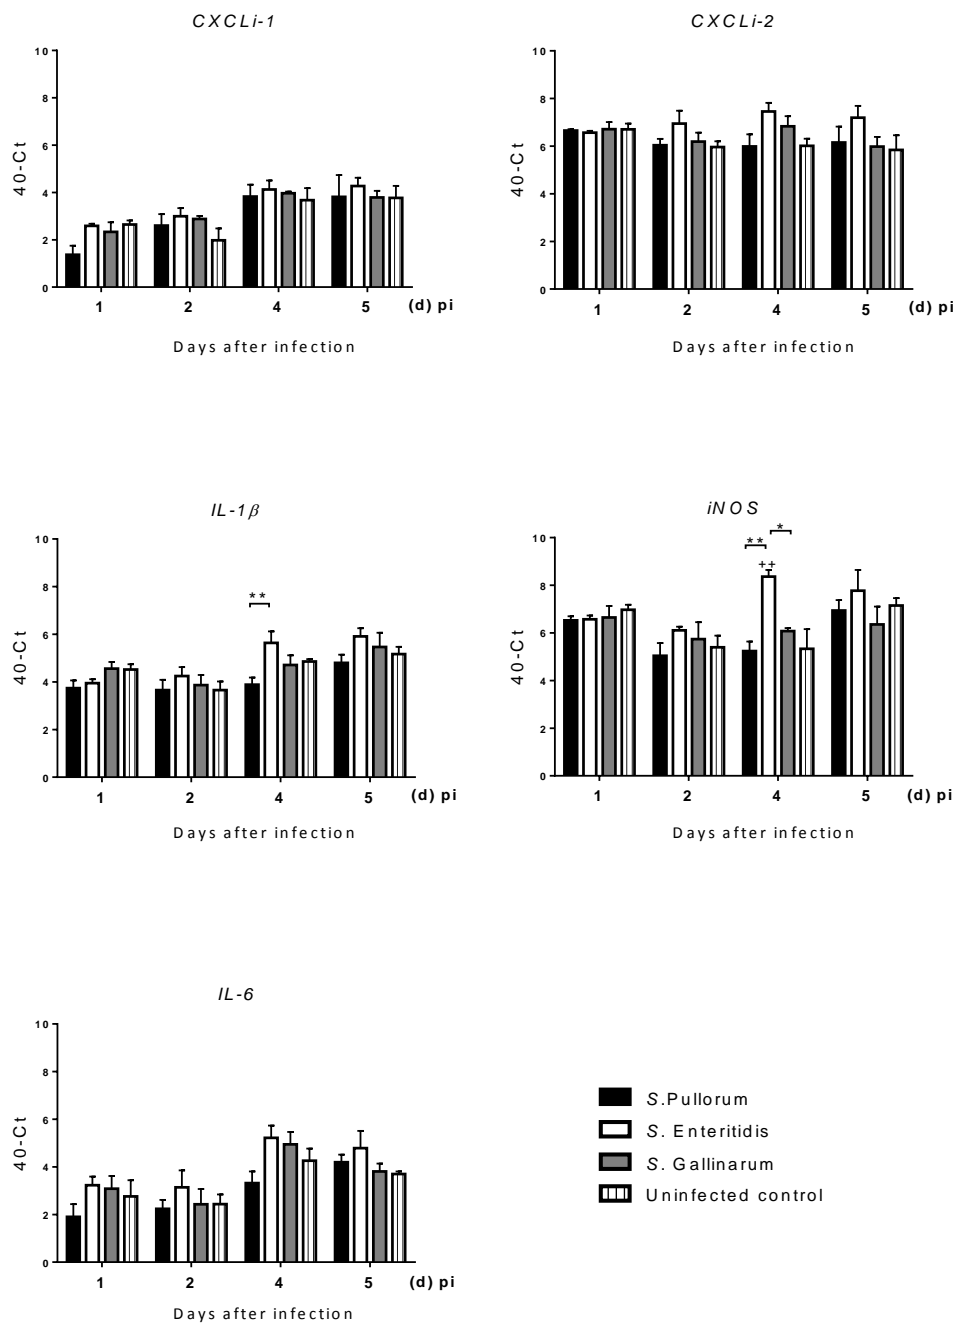 CXCLi-1
10
8
6
4
2
0
40-Ct
1 2 4 5 (d) pi
Days after infection
CXCLi-2
10
8
6
4
2
0
40-Ct
1 2 4 5 (d) pi
Days after infection
IL-1β
10
8
6
4
2
0
40-Ct
**
1 2 4 5 (d) pi
Days after infection
iNOS
10
8
6
4
2
0
40-Ct
*
**
++
1 2 4 5 (d) pi
Days after infection
IL-6
10
8
6
4
2
0
40-Ct
1 2 4 5 (d) pi
Days after infection
S.Pullorum
S. Enteritidis
S. Gallinarum
Uninfected control